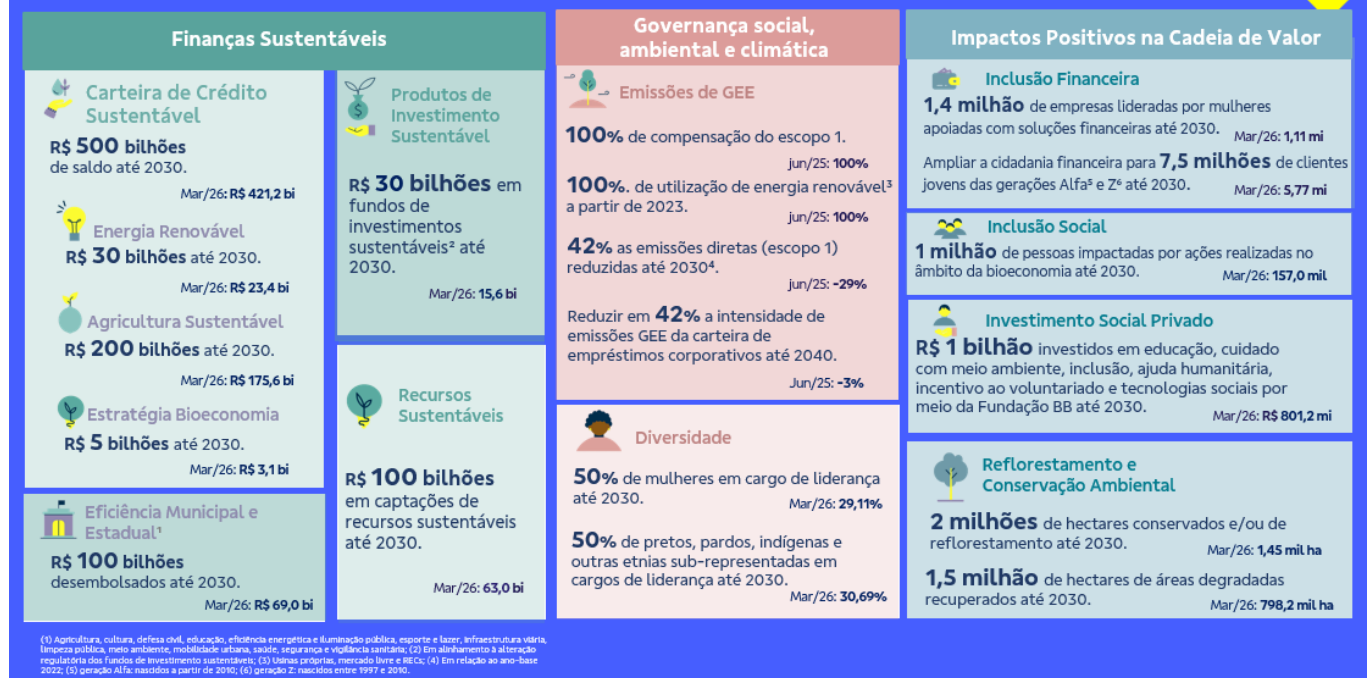 Finanças Sustentáveis
Carteira de Crédito
Sustentável
R$ 500 bilhões
de saldo até 2030.
Mar/26: R$ 421,2 bi
Energia Renovável
R$ 30 bilhões até 2030.
Mar/26: R$ 23,4 bi
Agricultura Sustentável
R$ 200 bilhões até 2030.
Mar/26: R$ 175,6 bi
Estratégia Bioeconomia
R$ 5 bilhões até 2030.
Mar/26: R$ 3,1 bi
Eficiência Municipal e
Estadual¹
R$ 100 bilhões
desembolsados até 2030.
Mar/26: R$ 69,0 bi
Produtos de
Investimento
Sustentável
R$ 30 bilhões em
fundos de
investimentos
sustentáveis² até
2030.
Mar/26: 15,6 bi
Recursos
Sustentáveis
R$ 100 bilhões
em captações de
recursos sustentáveis
até 2030.
Mar/26: 63,0 bi
Governança social,
ambiental e climática
Emissões de GEE
100% de compensação do escopo 1.
jun/25: 100%
100%. de utilização de energia renovável³
a partir de 2023.
jun/25: 100%
42% as emissões diretas (escopo 1)
reduzidas até 2030⁴.
jun/25: -29%
Reduzir em 42% a intensidade de
emissões GEE da carteira de
empréstimos corporativos até 2040.
Jun/25: -3%
Diversidade
50% de mulheres em cargo de liderança
até 2030.
Mar/26: 29,11%
50% de pretos, pardos, indígenas e
outras etnias sub-representadas em
cargos de liderança até 2030.
Mar/26: 30,69%
Impactos Positivos na Cadeia de Valor
Inclusão Financeira
1,4 milhão de empresas lideradas por mulheres
apoiadas com soluções financeiras até 2030.
Mar/26: 1,11 mi
Ampliar a cidadania financeira para 7,5 milhões de clientes
jovens das gerações Alfa⁵ e Z⁶ até 2030.
Mar/26: 5,77 mi
Inclusão Social
1 milhão de pessoas impactadas por ações realizadas no
âmbito da bioeconomia até 2030.
Mar/26: 157,0 mil
Investimento Social Privado
R$ 1 bilhão investidos em educação, cuidado
com meio ambiente, inclusão, ajuda humanitária,
incentivo ao voluntariado e tecnologias sociais por
meio da Fundação BB até 2030.
Mar/26: R$ 801,2 mi
Reflorestamento e
Conservação Ambiental
2 milhões de hectares conservados e/ou de
reflorestamento até 2030.
Mar/26: 1,45 mil ha
1,5 milhão de hectares de áreas degradadas
recuperados até 2030.
Mar/26: 798,2 mil ha
(1) Agricultura, cultura, defesa civil, educação, eficiência energética e iluminação pública, esporte e lazer, infraestrutura viária,
limpeza pública, meio ambiente, mobilidade urbana, saúde, segurança e vigilância sanitária; (2) Em alinhamento à alteração
regulatória dos fundos de investimento sustentáveis; (3) Usinas próprias, mercado livre e RECs; (4) Em relação ao ano-base
2022; (5) geração Alfa: nascidos a partir de 2010; (6) geração Z: nascidos entre 1997 e 2010.